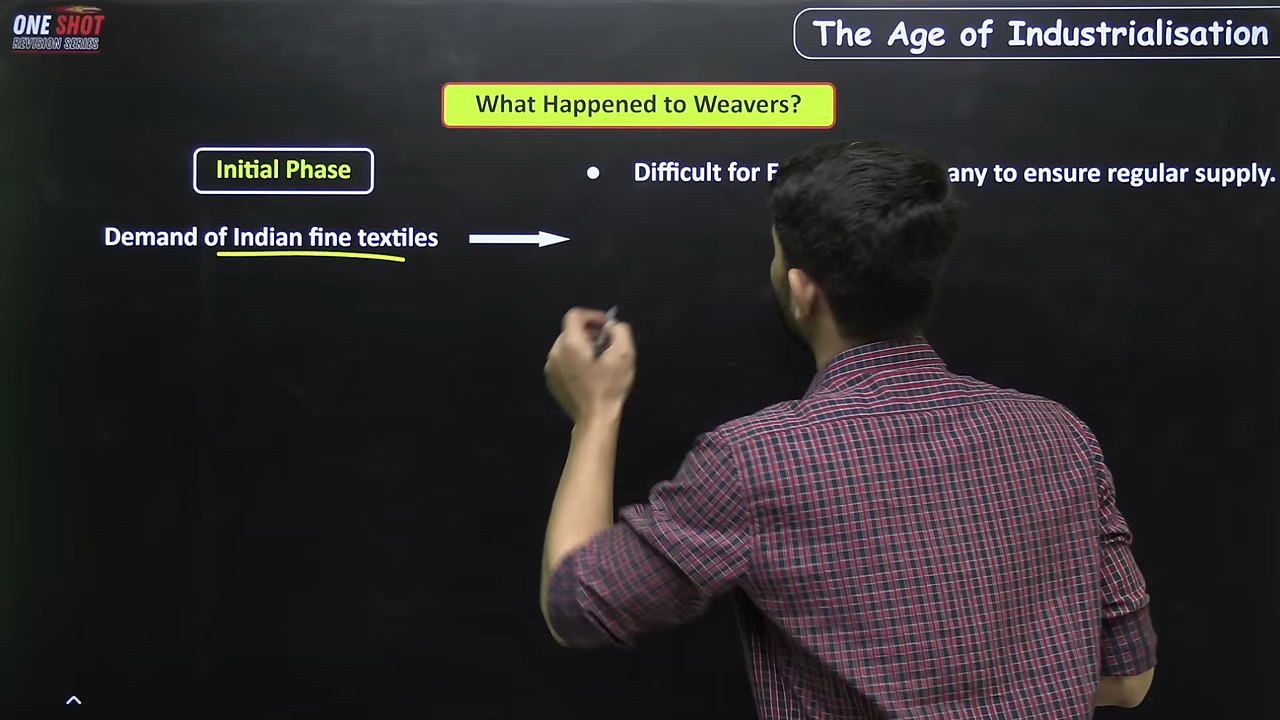 ONE SHOT
REVISION SERIES
The Age of Industrialisation
What Happened to Weavers?
Initial Phase
• Difficult for any to ensure regular supply.
Demand of Indian fine textiles